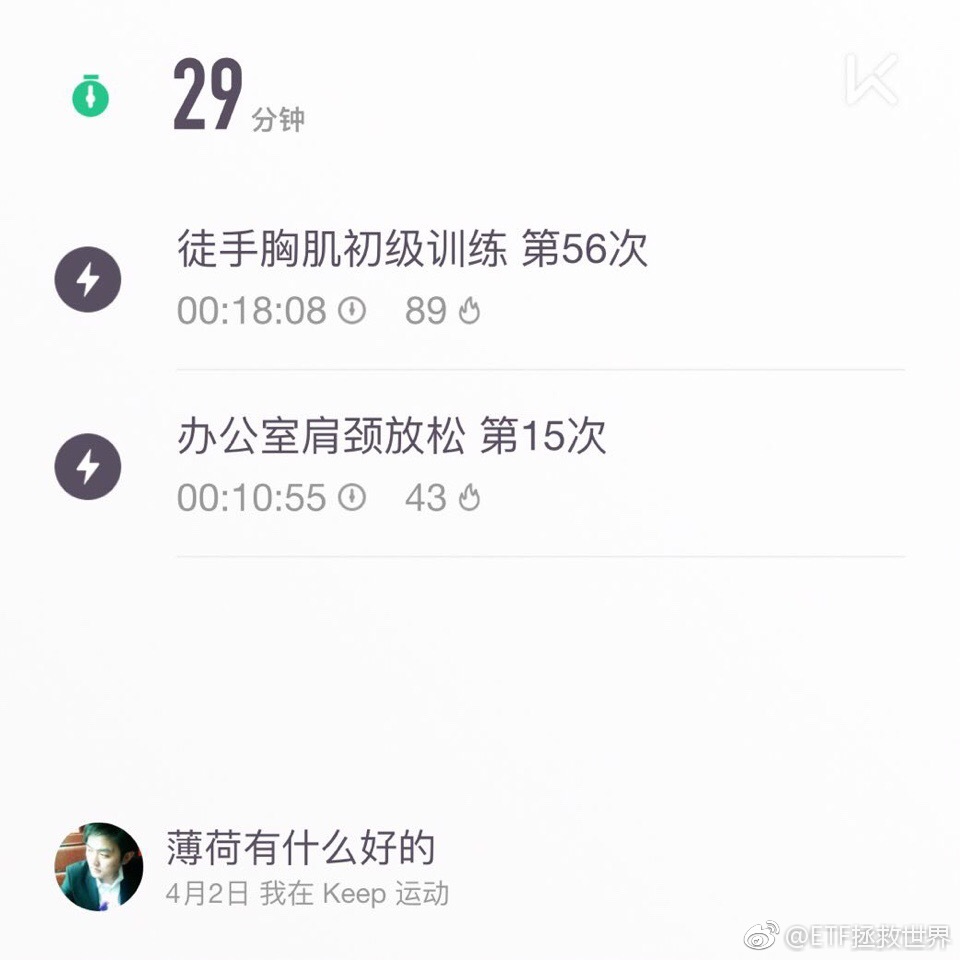 29 分钟
徒手胸肌初级训练 第56次
00:18:08 89
办公室肩颈放松 第15次
00:10:55 43
薄荷有什么好的
4月2日 我在 Keep 运动
@ETF拯救世界